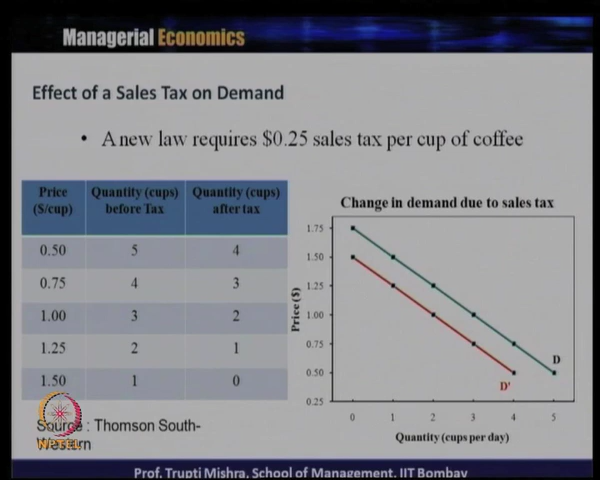 Managerial Economics
Effect of a Sales Tax on Demand
• A new law requires $0.25 sales tax per cup of coffee
Price ($/cup) Quantity (cups) before Tax Quantity (cups) after tax
0.50 5 4
0.75 4 3
1.00 3 2
1.25 2 1
1.50 1 0
Change in demand due to sales tax
Price ($)
1.75
1.50
1.25
1.00
0.75
0.50
0.25
D
D'
0 1 2 3 4 5
Quantity (cups per day)
Source : Thomson South-
Western
NPTEL
Prof. Trupti Mishra, School of Management, IIT Bombay